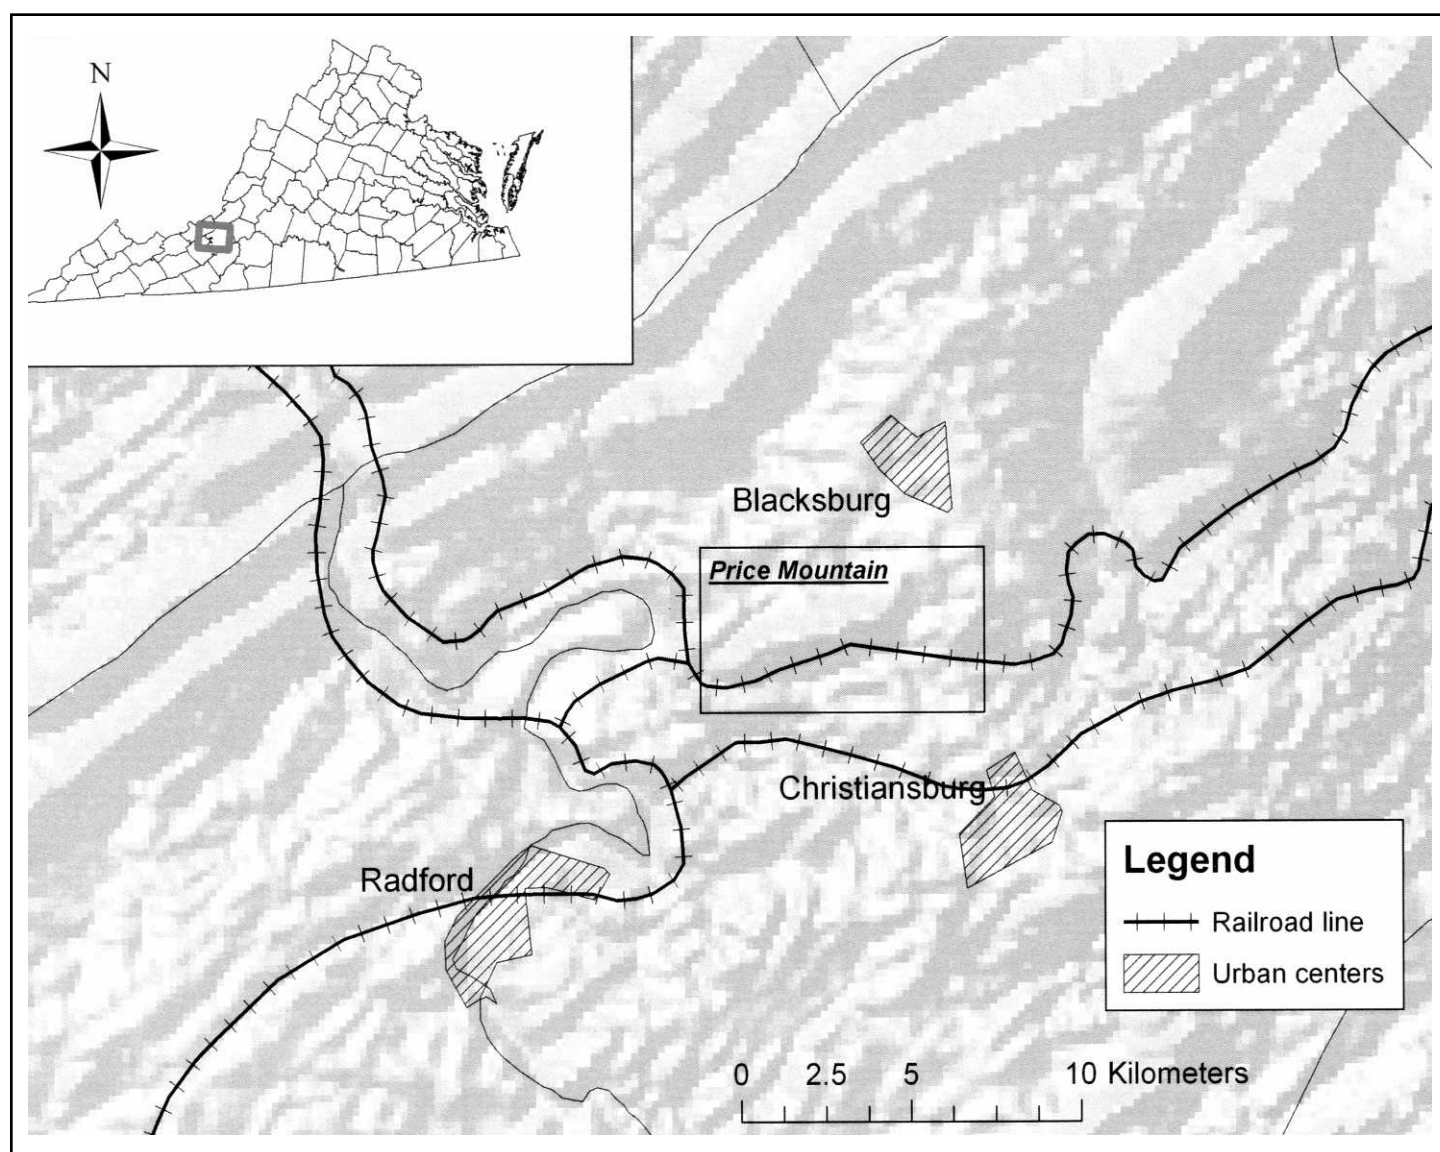 N
Blacksburg
Price Mountain
Christiansburg
Radford
Legend
Railroad line
Urban centers
0 2.5 5 10 Kilometers